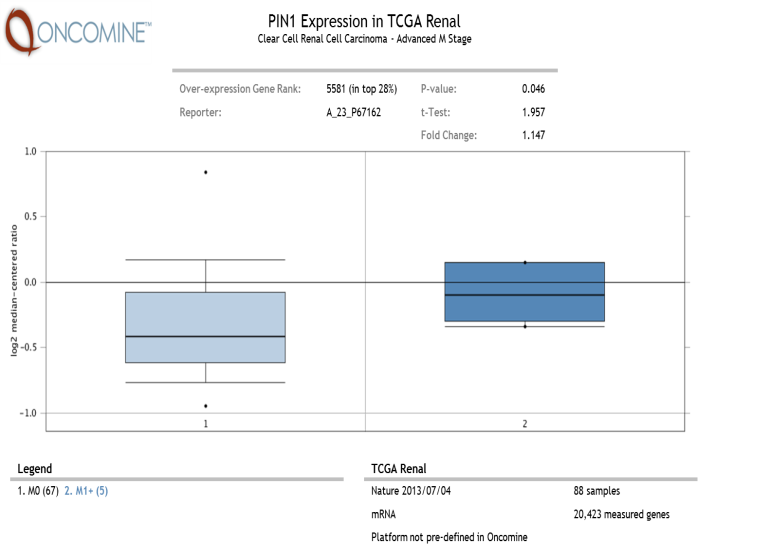 ONCOMINE™
PIN1 Expression in TCGA Renal
Clear Cell Renal Cell Carcinoma - Advanced M Stage
Over-expression Gene Rank: 5581 (in top 28%) P-value: 0.046
Reporter: A_23_P67162 t-Test: 1.957
Fold Change: 1.147
1.0
0.5
0.0
-0.5
-1.0
log2 median-centered ratio
1 2
Legend
1. M0 (67) 2. M1+ (5)
TCGA Renal
Nature 2013/07/04 88 samples
mRNA 20,423 measured genes
Platform not pre-defined in Oncomine